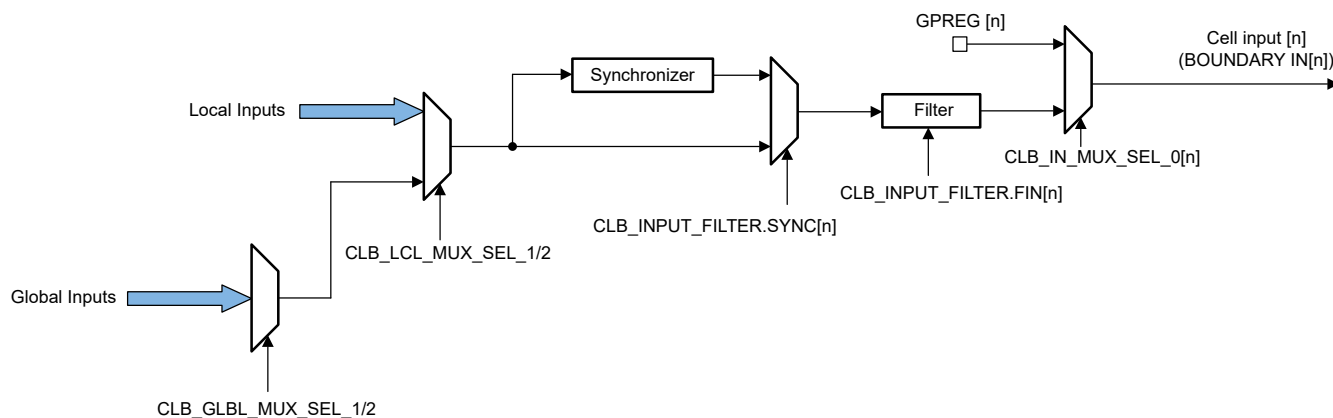 GPREG [n]
Cell input [n]
(BOUNDARY IN[n])
Synchronizer
Local Inputs
Filter
CLB_IN_MUX_SEL_0[n]
CLB_INPUT_FILTER.FIN[n]
CLB_INPUT_FILTER.SYNC[n]
CLB_LCL_MUX_SEL_1/2
Global Inputs
CLB_GLBL_MUX_SEL_1/2